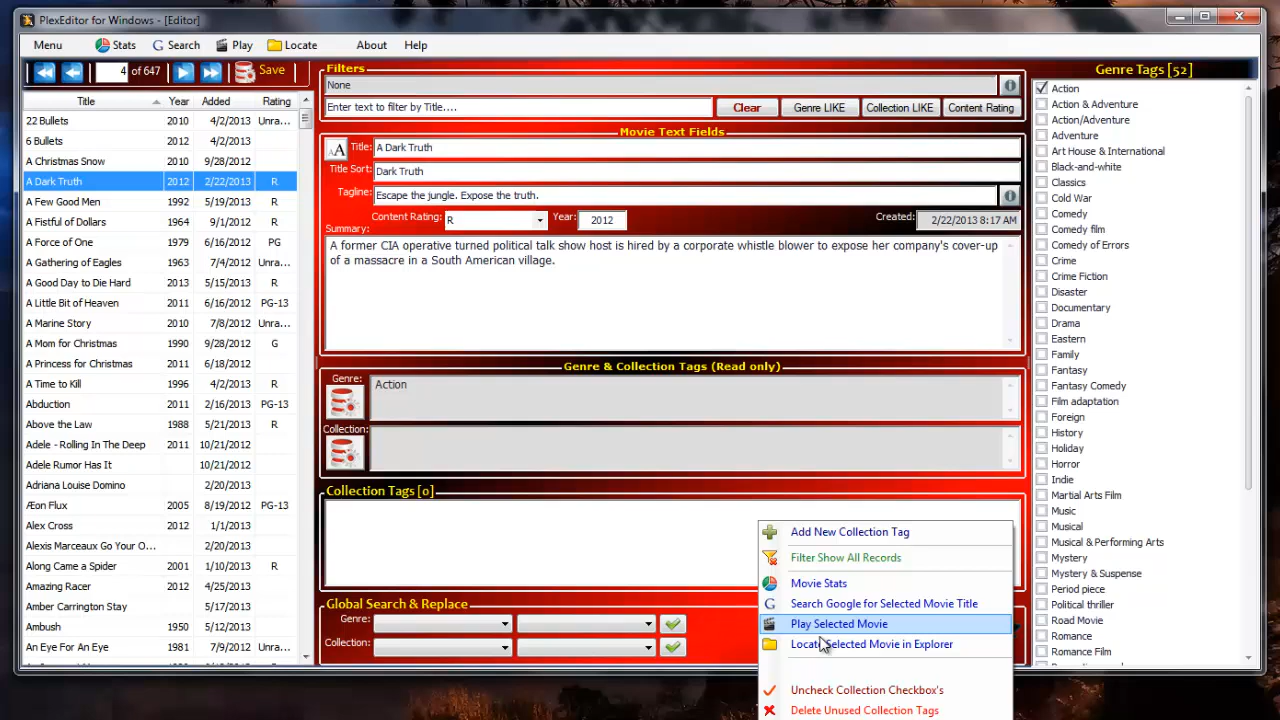 PlexEditor for Windows - [Editor]
Menu Stats Search Play Locate About Help
4 of 647 Save
Title Year Added Rating
22 Bullets 2010 4/2/2013 Unra...
6 Bullets 2012 4/2/2013
A Christmas Snow 2010 9/28/2012
A Dark Truth 2012 2/22/2013 R
A Few Good Men 1992 5/19/2013 R
A Fistful of Dollars 1964 9/1/2012 R
A Force of One 1979 6/16/2012 PG
A Gathering of Eagles 1963 7/4/2012 Unra...
A Good Day to Die Hard 2013 5/15/2013 R
A Little Bit of Heaven 2011 6/16/2012 PG-13
A Marine Story 2010 7/8/2012 Unra...
A Mom for Christmas 1990 9/28/2012 G
A Princess for Christmas 2011 9/28/2012
A Time to Kill 1996 4/2/2013 R
Abduction 2011 2/16/2013 PG-13
Above the Law 1988 5/21/2013 R
Adele - Rolling In The Deep 2011 10/21/2012
Adele Rumor Has It 10/21/2012
Adriana Louise Domino 2/20/2013
Æon Flux 2005 8/19/2012 PG-13
Alex Cross 2012 1/1/2013
Alexis Marceaux Go Your O... 2/20/2013
Along Came a Spider 2001 1/10/2013 R
Amazing Racer 4/25/2013
Amber Carrington Stay 5/17/2013
Ambush 1950 5/12/2013
An Eye For An Eye 1981 7/9/2012 Unra...
Filters
None
Enter text to filter by Title.... Clear Genre LIKE Collection LIKE Content Rating
Movie Text Fields
AA Title: A Dark Truth
Title Sort: Dark Truth
Tagline: Escape the jungle. Expose the truth.
Content Rating: R Year: 2012 Created: 2/22/2013 8:17 AM
Summary:
A former CIA operative turned political talk show host is hired by a corporate whistle blower to expose her company's cover-up
of a massacre in a South American village.
Genre & Collection Tags (Read only)
Genre: Action
Collection:
Collection Tags [0]
Global Search & Replace
Genre:
Collection:
Add New Collection Tag
Filter Show All Records
Movie Stats
G Search Google for Selected Movie Title
Play Selected Movie
Locate Selected Movie in Explorer
Uncheck Collection Checkbox's
Delete Unused Collection Tags
Genre Tags [52]
Action
Action & Adventure
Action/Adventure
Adventure
Art House & International
Black-and-white
Classics
Cold War
Comedy
Comedy film
Comedy of Errors
Crime
Crime Fiction
Disaster
Documentary
Drama
Eastern
Family
Fantasy
Fantasy Comedy
Film adaptation
Foreign
History
Holiday
Horror
Indie
Martial Arts Film
Music
Musical
Musical & Performing Arts
Mystery
Mystery & Suspense
Period piece
Political thriller
Road Movie
Romance
Romance Film